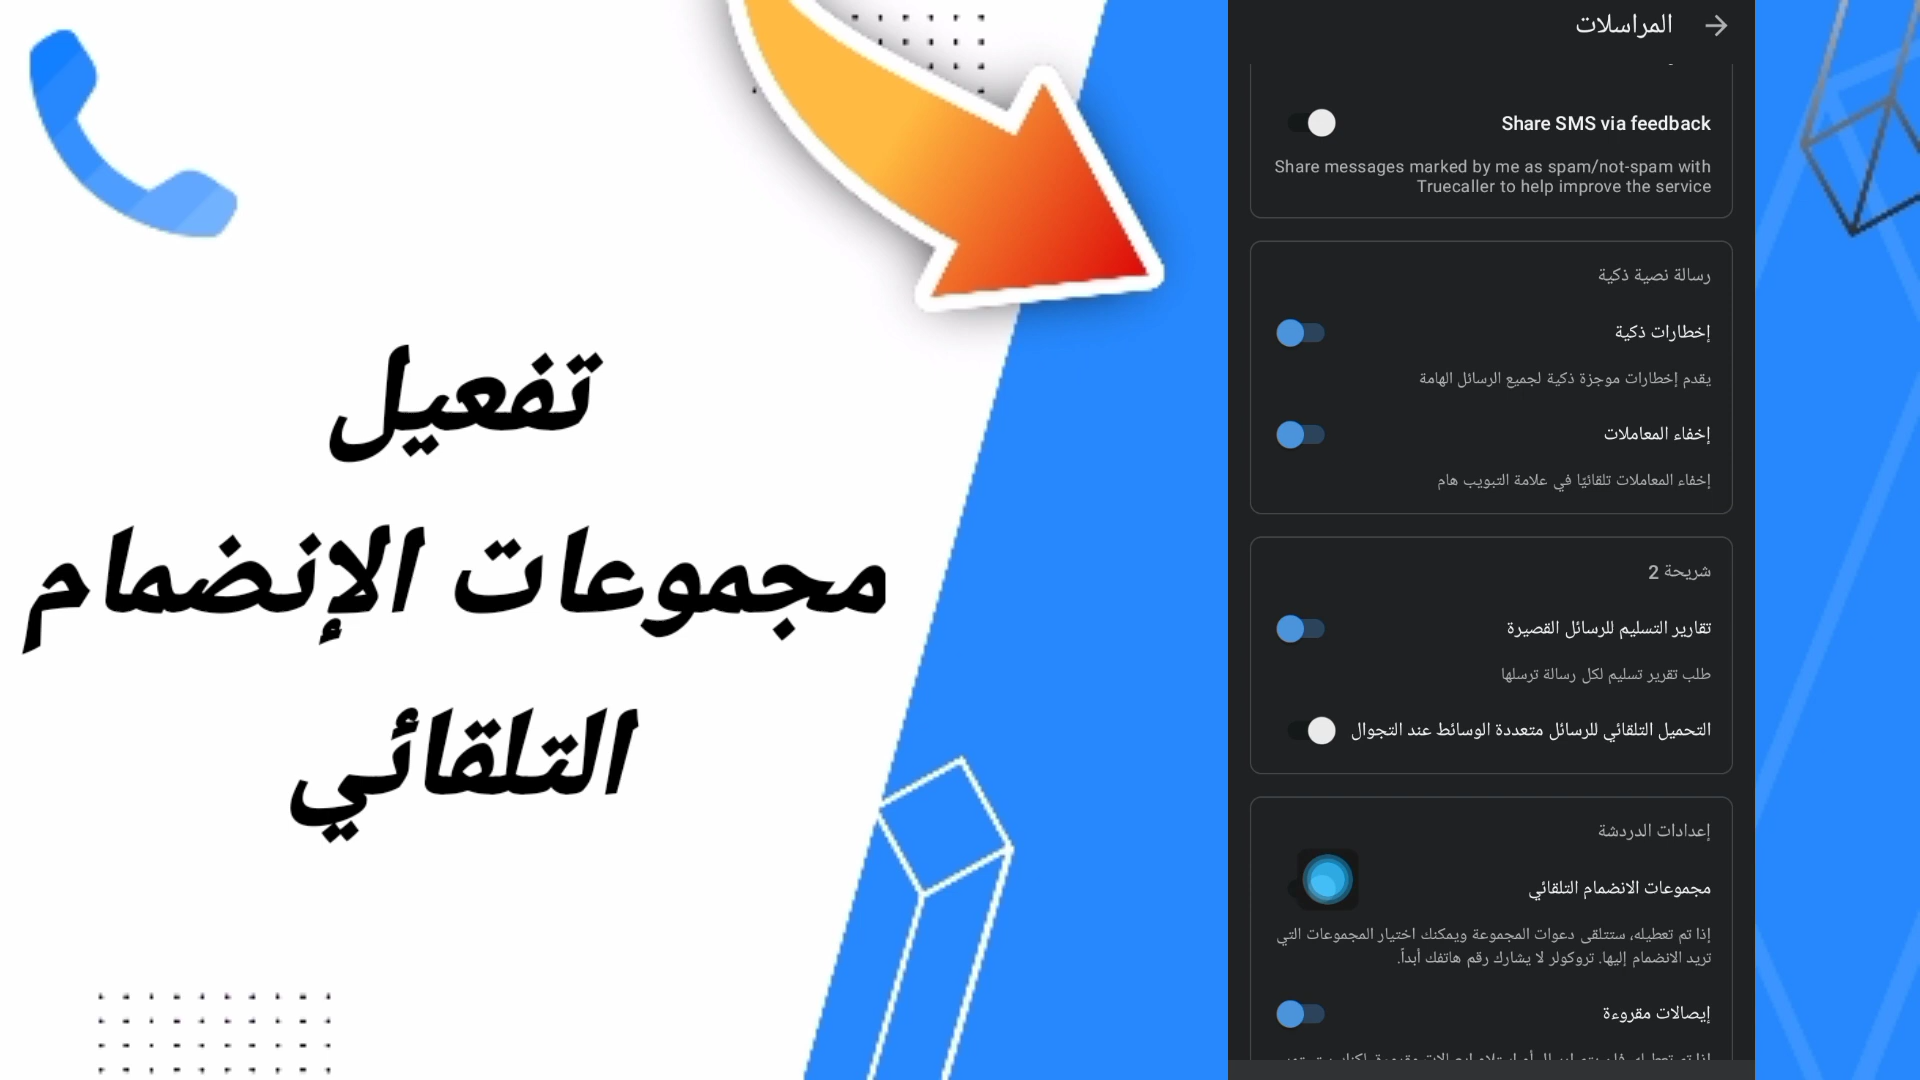 تفعيل
مجموعات الإنضمام
التلقائي
المراسلات
Share SMS via feedback
Share messages marked by me as spam/not-spam with
Truecaller to help improve the service
رسالة نصية ذكية
إخطارات ذكية
يقدم إخطارات موجزة ذكية لجميع الرسائل الهامة
إخفاء المعاملات
إخفاء المعاملات تلقائيًا في علامة التبويب هام
شريحة 2
تقارير التسليم للرسائل القصيرة
طلب تقرير تسليم لكل رسالة ترسلها
التحميل التلقائي للرسائل متعددة الوسائط عند التجوال
إعدادات الدردشة
مجموعات الانضمام التلقائي
إذا تم تعطيله، ستتلقى دعوات المجموعة ويمكنك اختيار المجموعات التي
تريد الانضمام إليها. تروكولر لا يشارك رقم هاتفك أبداً.
إيصالات مقروءة